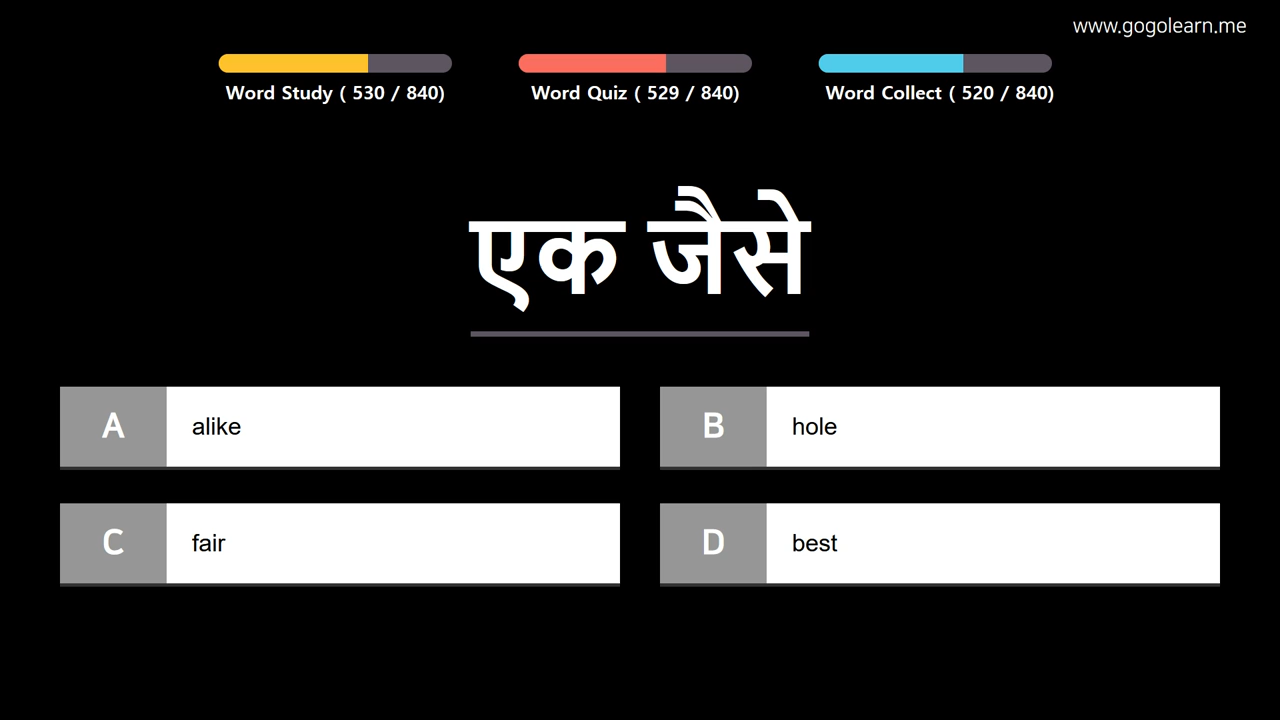 www.gogolearn.me
Word Study ( 530 / 840)
Word Quiz ( 529 / 840)
Word Collect ( 520 / 840)
एक जैसे
A alike
B hole
C fair
D best